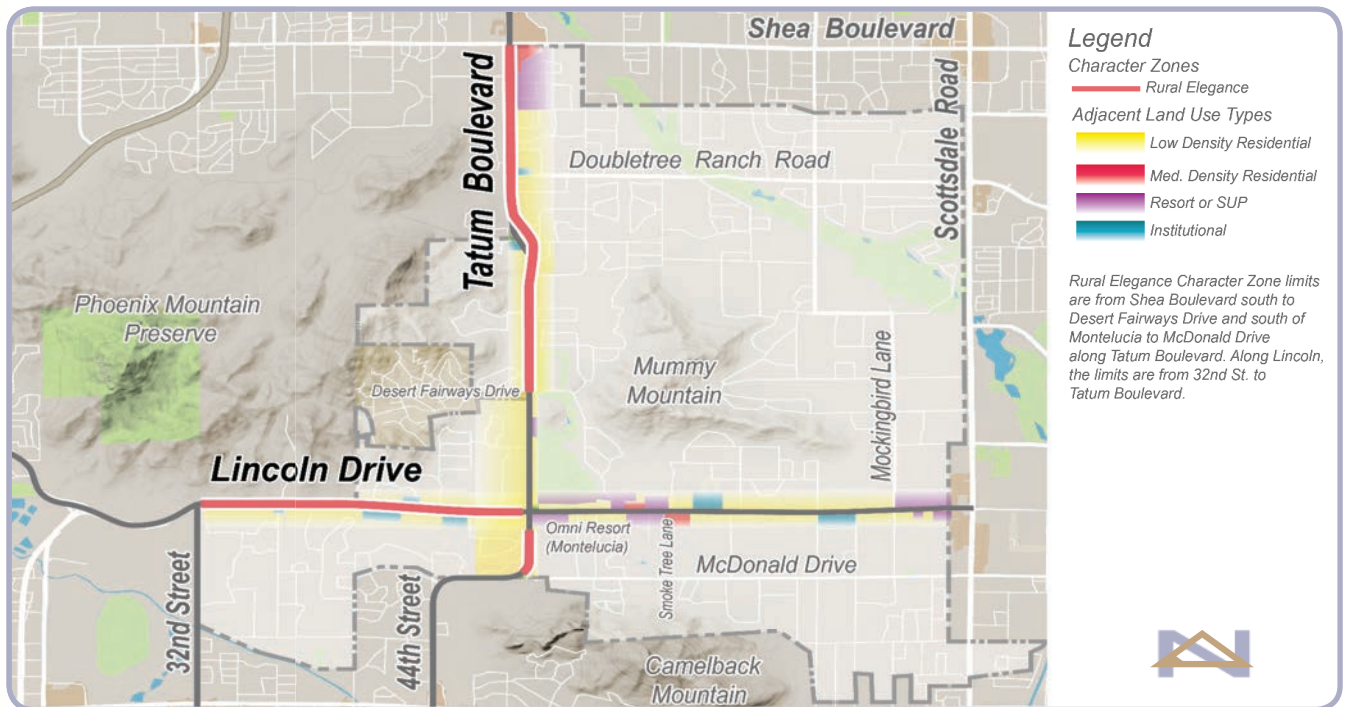 Shea Boulevard
Tatum Boulevard
Scottsdale Road
Doubletree Ranch Road
Phoenix Mountain
Preserve
Mummy
Mountain
Mockingbird Lane
Desert Fairways Drive
Lincoln Drive
Omni Resort
(Montelucia)
Smoke Tree Lane
McDonald Drive
32nd Street
44th Street
Camelback
Mountain
Legend
Character Zones
Rural Elegance
Adjacent Land Use Types
Low Density Residential
Med. Density Residential
Resort or SUP
Institutional
Rural Elegance Character Zone limits
are from Shea Boulevard south to
Desert Fairways Drive and south of
Montelucia to McDonald Drive
along Tatum Boulevard. Along Lincoln,
the limits are from 32nd St. to
Tatum Boulevard.
N